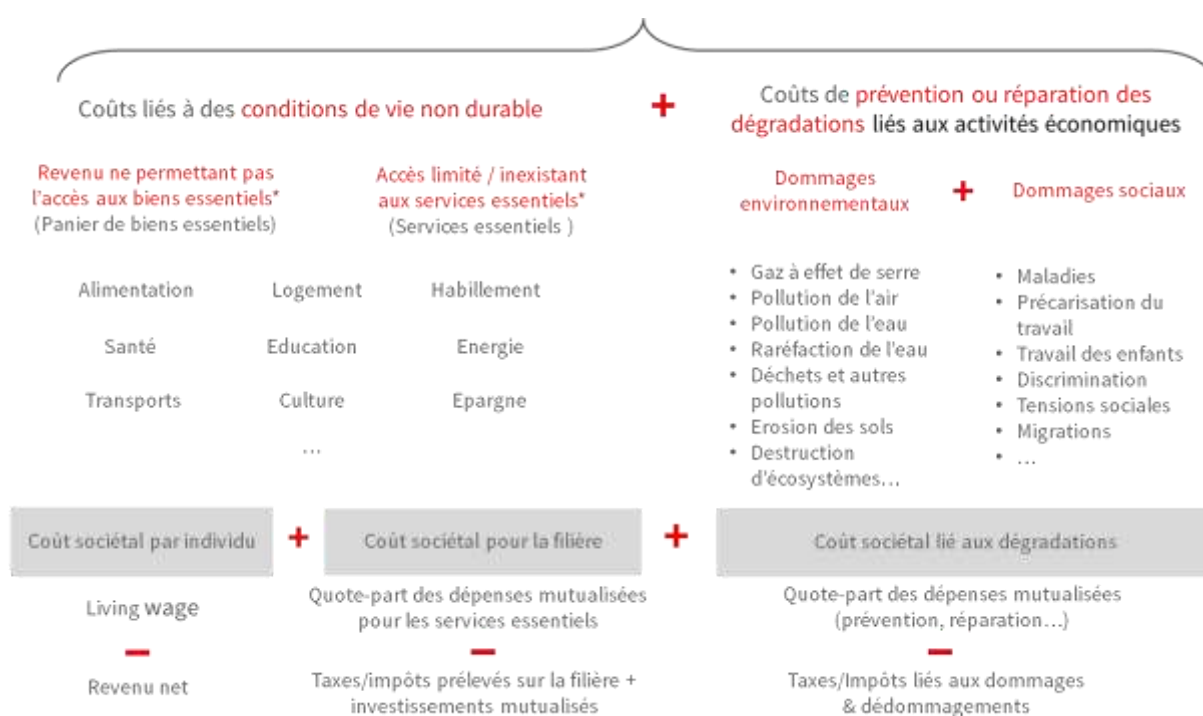 Coûts liés à des conditions de vie non durable
+
Coûts de prévention ou réparation des
dégradations liés aux activités économiques
Revenu ne permettant pas
l'accès aux biens essentiels*
(Panier de biens essentiels)
Accès limité / inexistant
aux services essentiels*
(Services essentiels )
Dommages
environnementaux
+
Dommages sociaux
Alimentation
Logement
Habillement
Santé
Education
Energie
Transports
Culture
Epargne
...
• Gaz à effet de serre
• Pollution de l'air
• Pollution de l'eau
• Raréfaction de l'eau
• Déchets et autres
pollutions
• Erosion des sols
• Destruction
d'écosystèmes...
• Maladies
• Précarisation du
travail
• Travail des enfants
• Discrimination
• Tensions sociales
• Migrations
• ...
Coût sociétal par individu
+
Coût sociétal pour la filière
+
Coût sociétal lié aux dégradations
Living wage
–
Revenu net
Quote-part des dépenses mutualisées
pour les services essentiels
–
Taxes/impôts prélevés sur la filière +
investissements mutualisés
Quote-part des dépenses mutualisées
(prévention, réparation...)
–
Taxes/Impôts liés aux dommages
& dédommagements